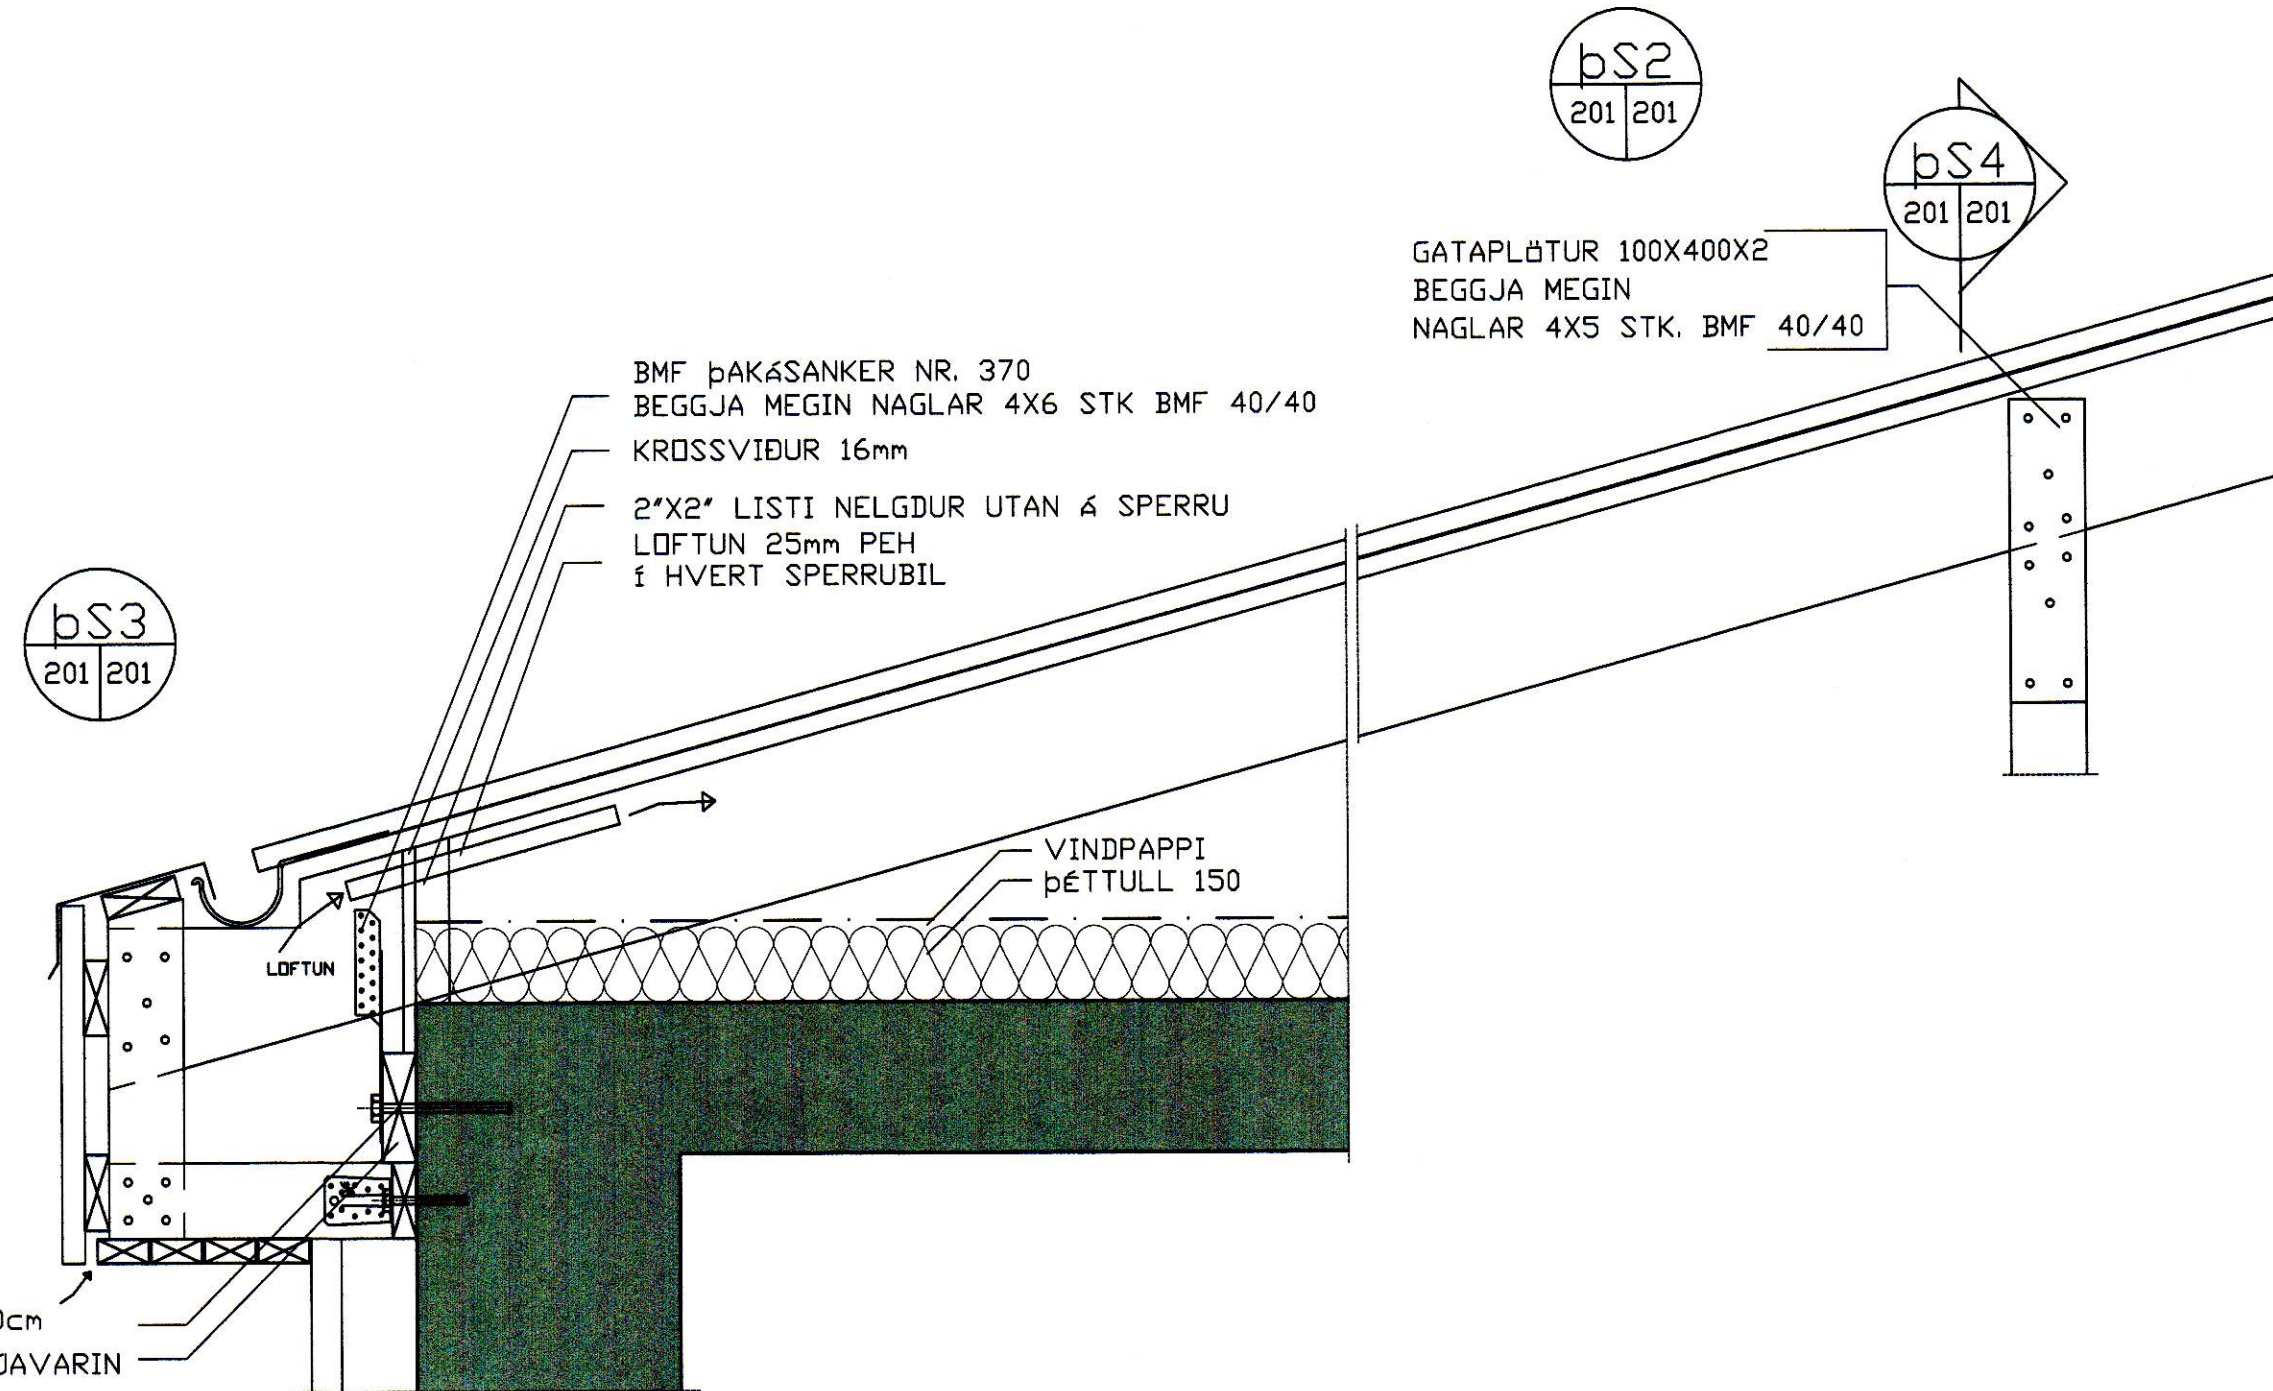 þS2
201 201
þS4
201 201
GATAPLÖTUR 100X400X2
BEGGJA MEGIN
NAGLAR 4X5 STK. BMF 40/40
BMF ÞAKÁSANKER NR. 370
BEGGJA MEGIN NAGLAR 4X6 STK BMF 40/40
KROSSVIÐUR 16mm
2"X2" LISTI NELGDUR UTAN Á SPERRU
LOFTUN 25mm PEH
Í HVERT SPERRUBIL
þS3
201 201
VINDPAPPI
ÞÉTTULL 150
LOFTUN
0cm
JAVARIN